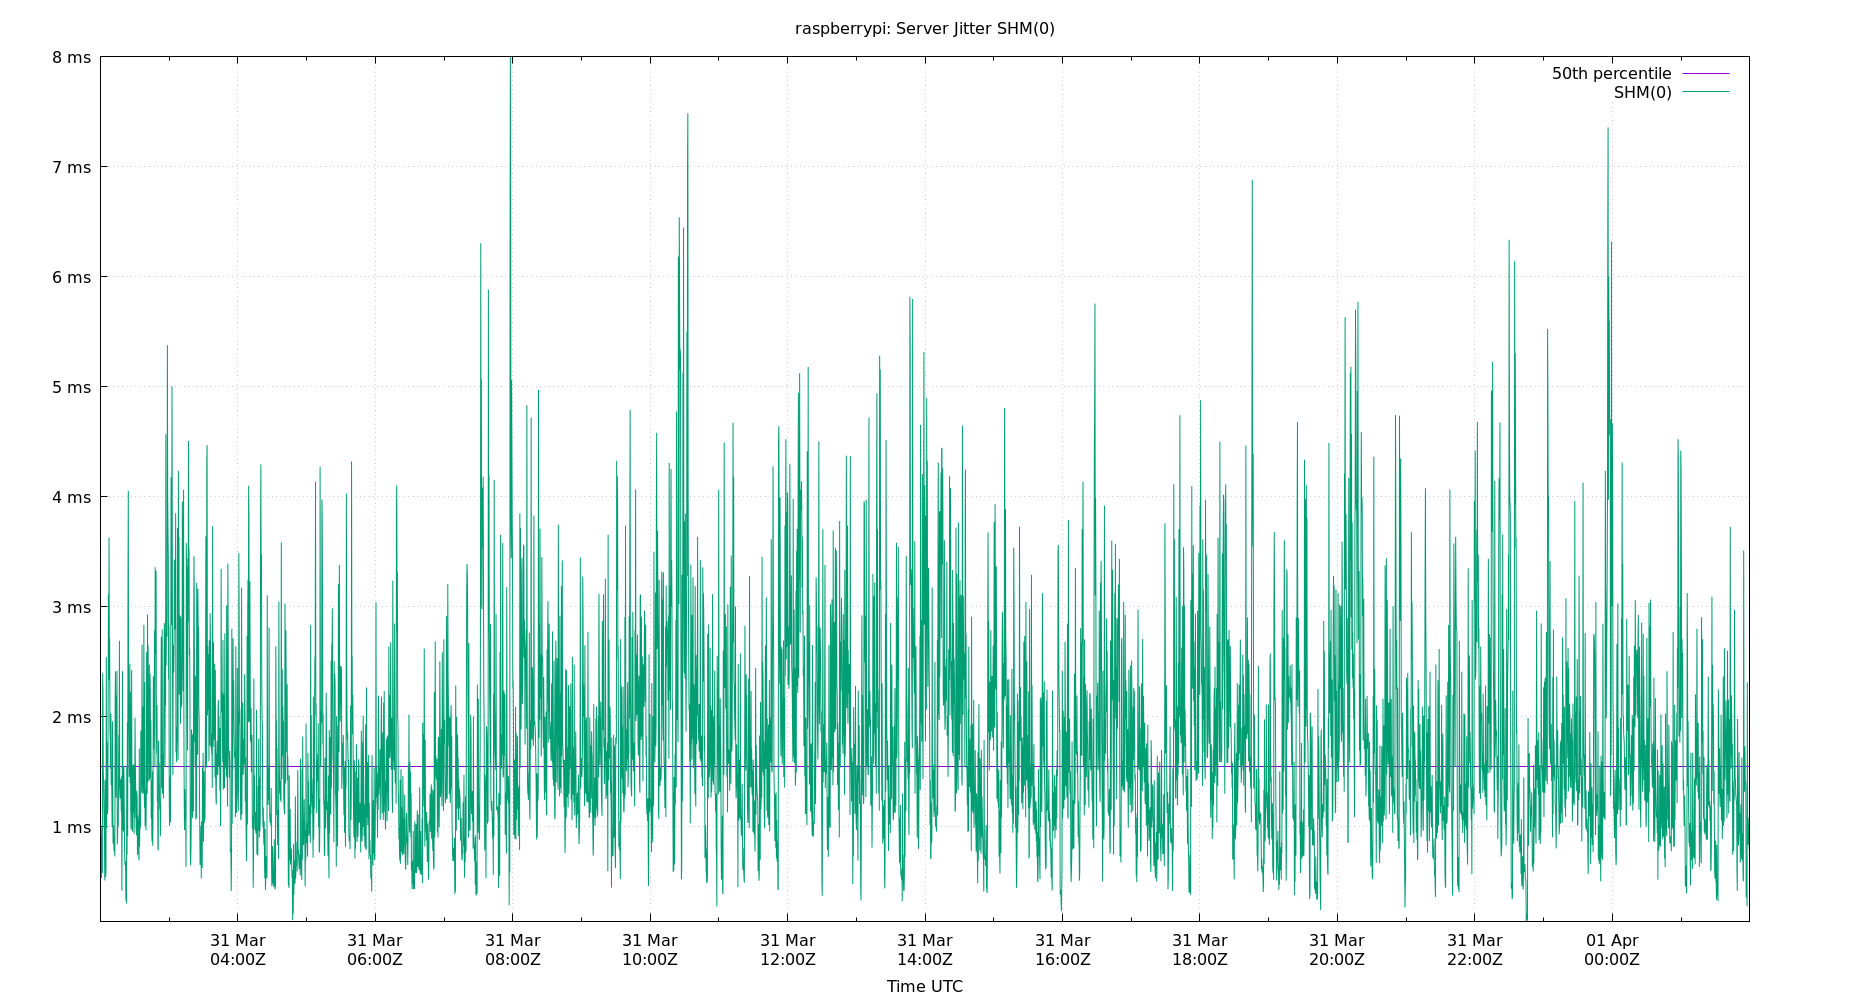 raspberrypi: Server Jitter SHM(0)
8 ms
7 ms
6 ms
5 ms
4 ms
3 ms
2 ms
1 ms
50th percentile
SHM(0)
31 Mar
04:00Z
31 Mar
06:00Z
31 Mar
08:00Z
31 Mar
10:00Z
31 Mar
12:00Z
31 Mar
14:00Z
31 Mar
16:00Z
31 Mar
18:00Z
31 Mar
20:00Z
31 Mar
22:00Z
01 Apr
00:00Z
Time UTC